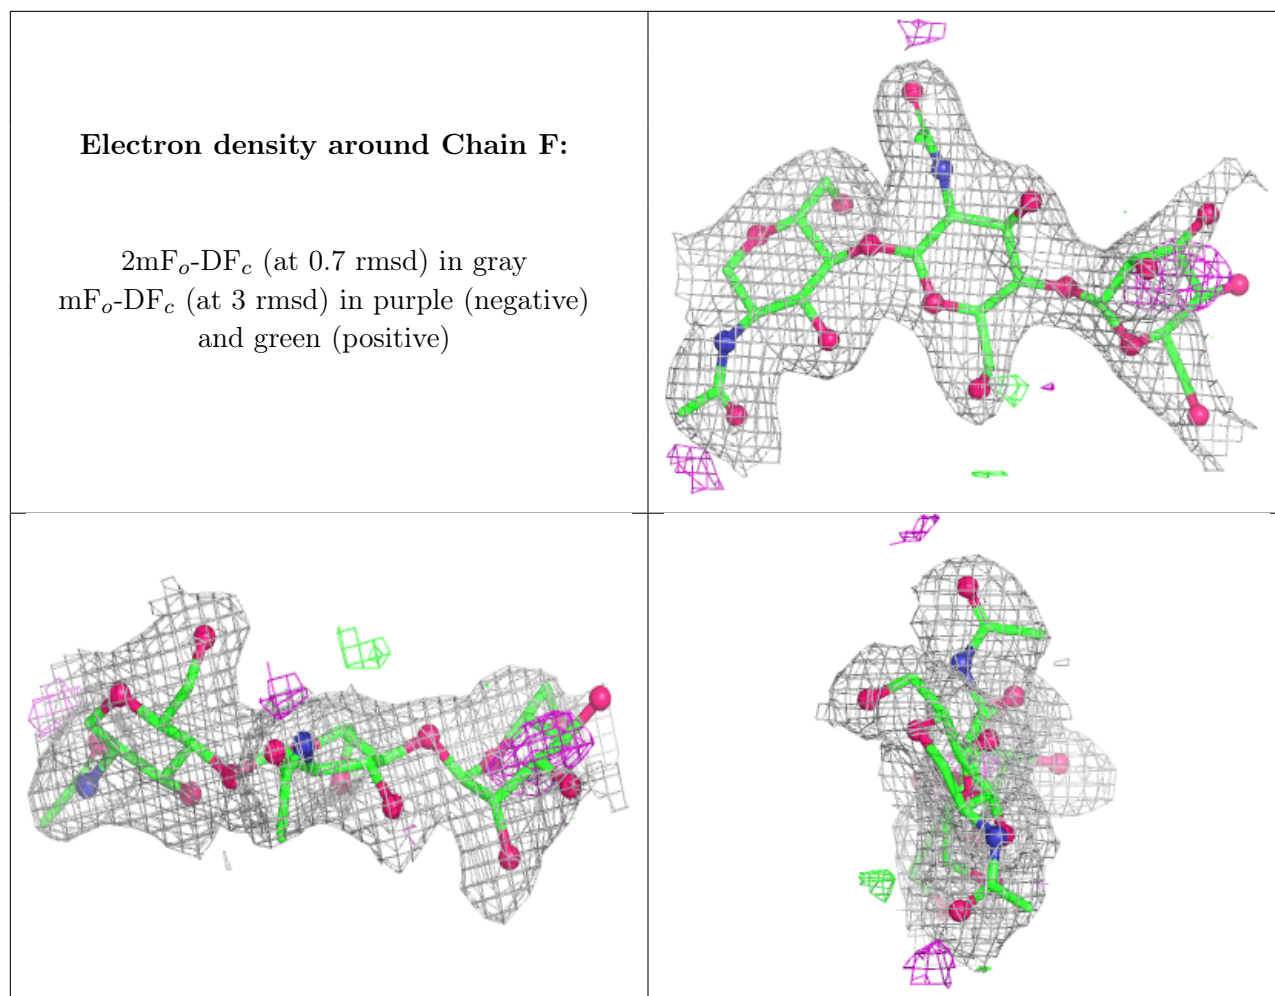 Electron density around Chain F:
2mFo-DFc (at 0.7 rmsd) in gray
mFo-DFc (at 3 rmsd) in purple (negative)
and green (positive)